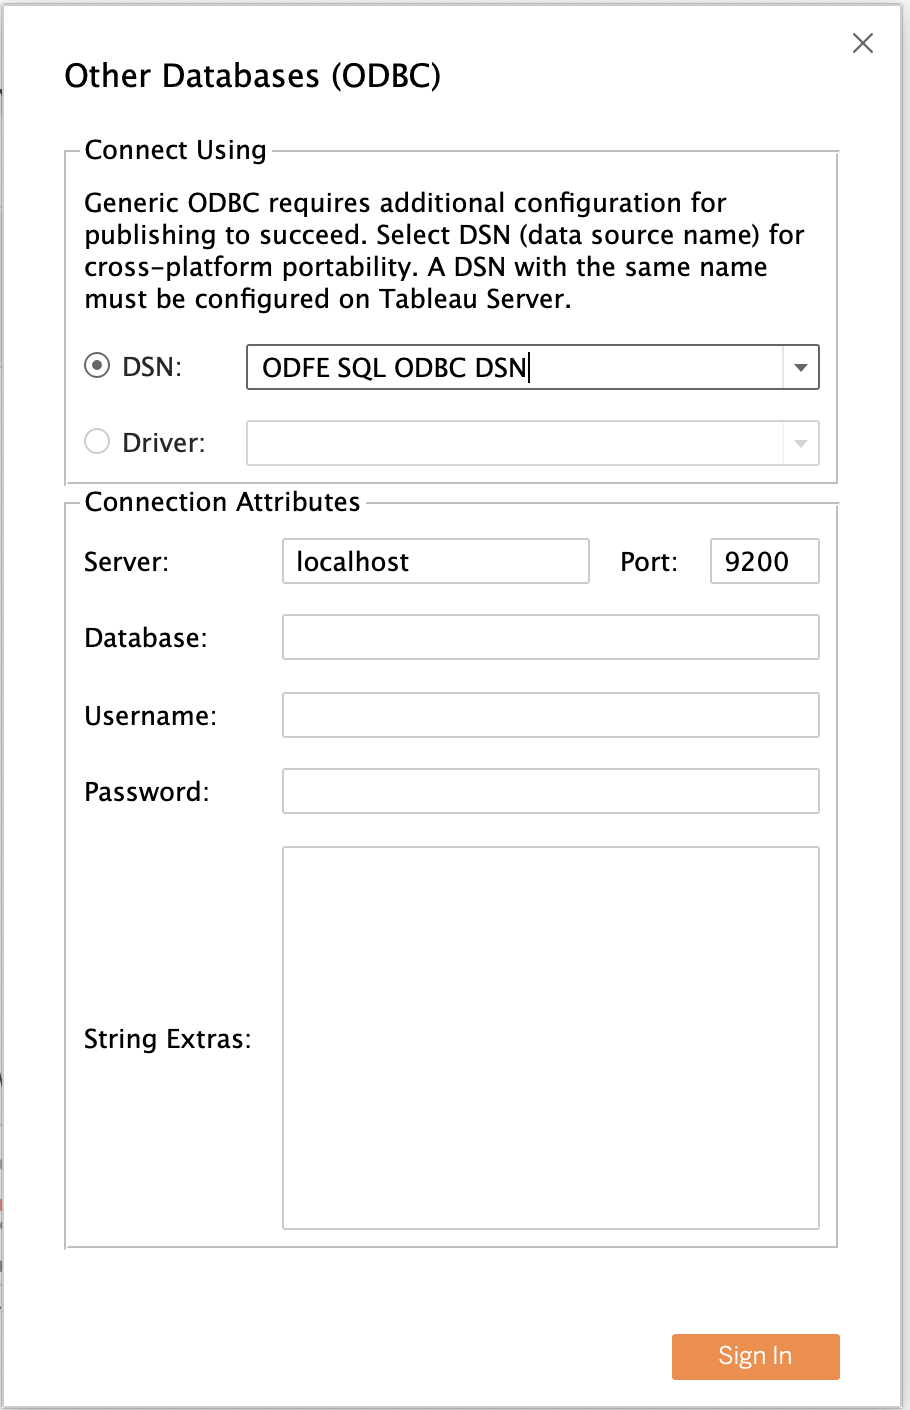 Other Databases (ODBC)
Connect Using
Generic ODBC requires additional configuration for
publishing to succeed. Select DSN (data source name) for
cross-platform portability. A DSN with the same name
must be configured on Tableau Server.
DSN: ODFE SQL ODBC DSN
Driver:
Connection Attributes
Server: localhost Port: 9200
Database:
Username:
Password:
String Extras:
Sign In